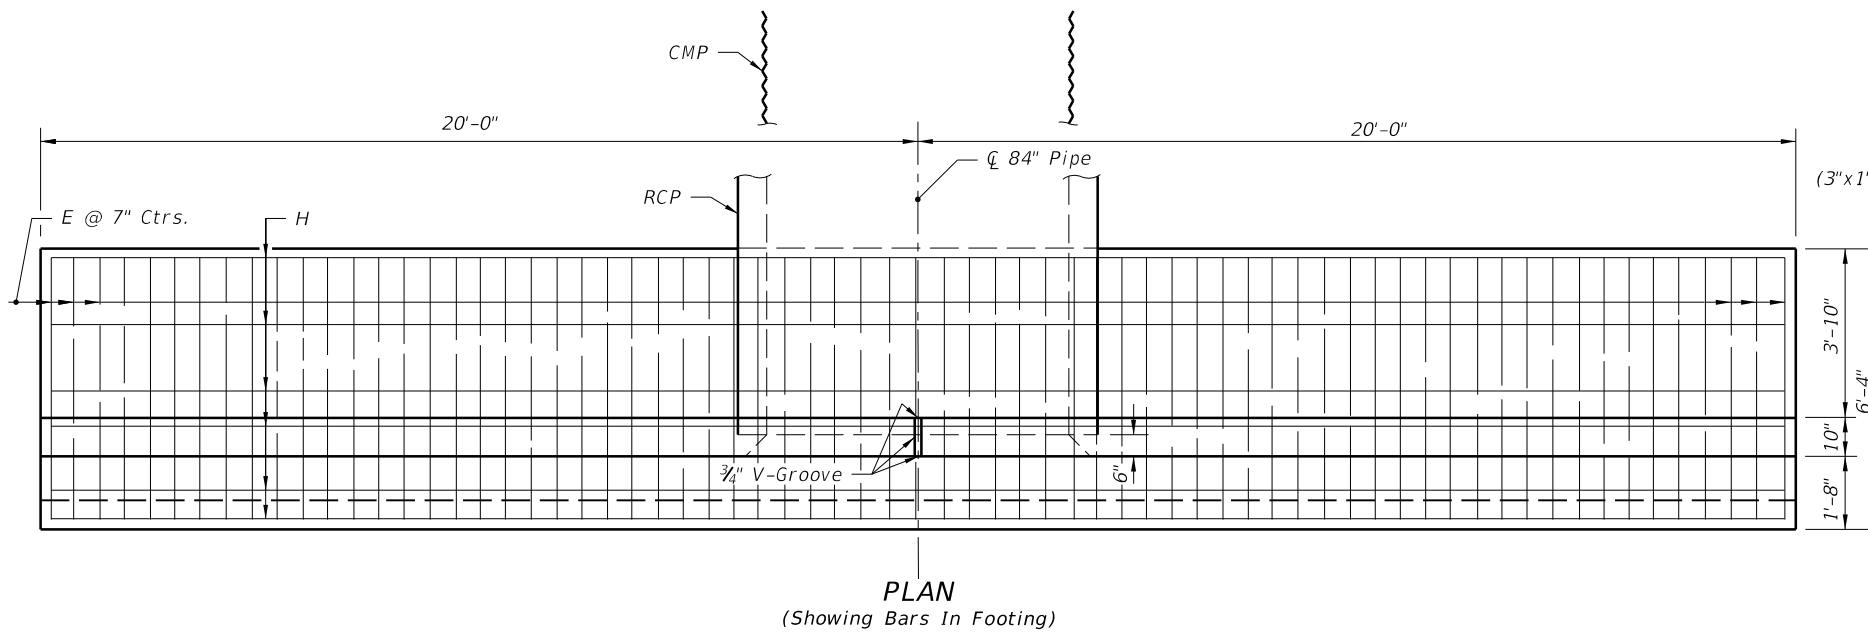 CMP
20'-0"
20'-0"
℄ 84" Pipe
(3"x1'
RCP
E @ 7" Ctrs.
H
3'-10"
6'-4"
10"
¾" V-Groove
6"
1'-8"
PLAN
(Showing Bars In Footing)